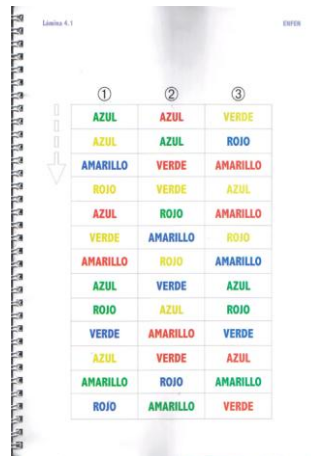 Lámina 4.1 ENFEN
① ② ③
AZUL AZUL VERDE
AZUL AZUL ROJO
AMARILLO VERDE AMARILLO
ROJO VERDE AZUL
AZUL ROJO AMARILLO
VERDE AMARILLO ROJO
AMARILLO ROJO AMARILLO
AZUL VERDE AZUL
ROJO AZUL ROJO
VERDE AMARILLO VERDE
AZUL VERDE AZUL
AMARILLO ROJO AMARILLO
ROJO AMARILLO VERDE